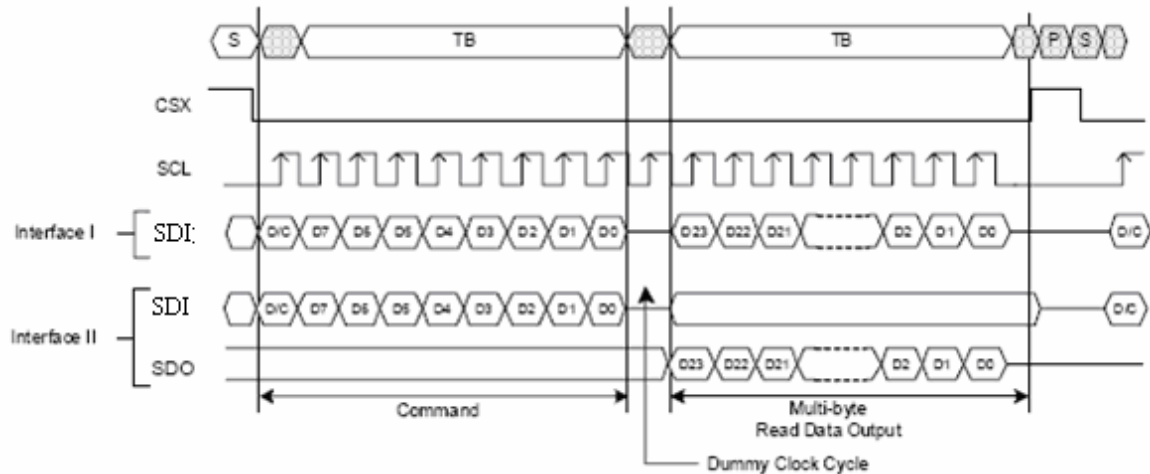 S TB TB P S
CSX
SCL
Interface I SDI: D/C D7 D6 D5 D4 D3 D2 D1 D0 D23 D22 D21 D2 D1 D0 D/C
SDI D/C D7 D6 D5 D4 D3 D2 D1 D0 D/C
Interface II
SDO D23 D22 D21 D2 D1 D0
Command
Multi-byte
Read Data Output
Dummy Clock Cycle